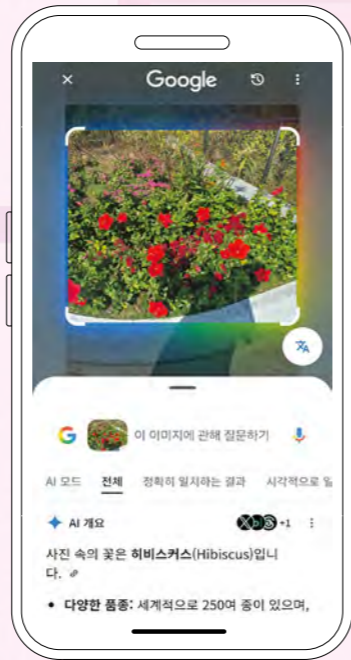 Google
이 이미지에 관해 질문하기
AI 모드 전체 정확히 일치하는 결과 시각적으로
AI 개요 +1
사진 속의 꽃은 히비스커스(Hibiscus)입니
다.
• 다양한 품종: 세계적으로 250여 종이 있으며,